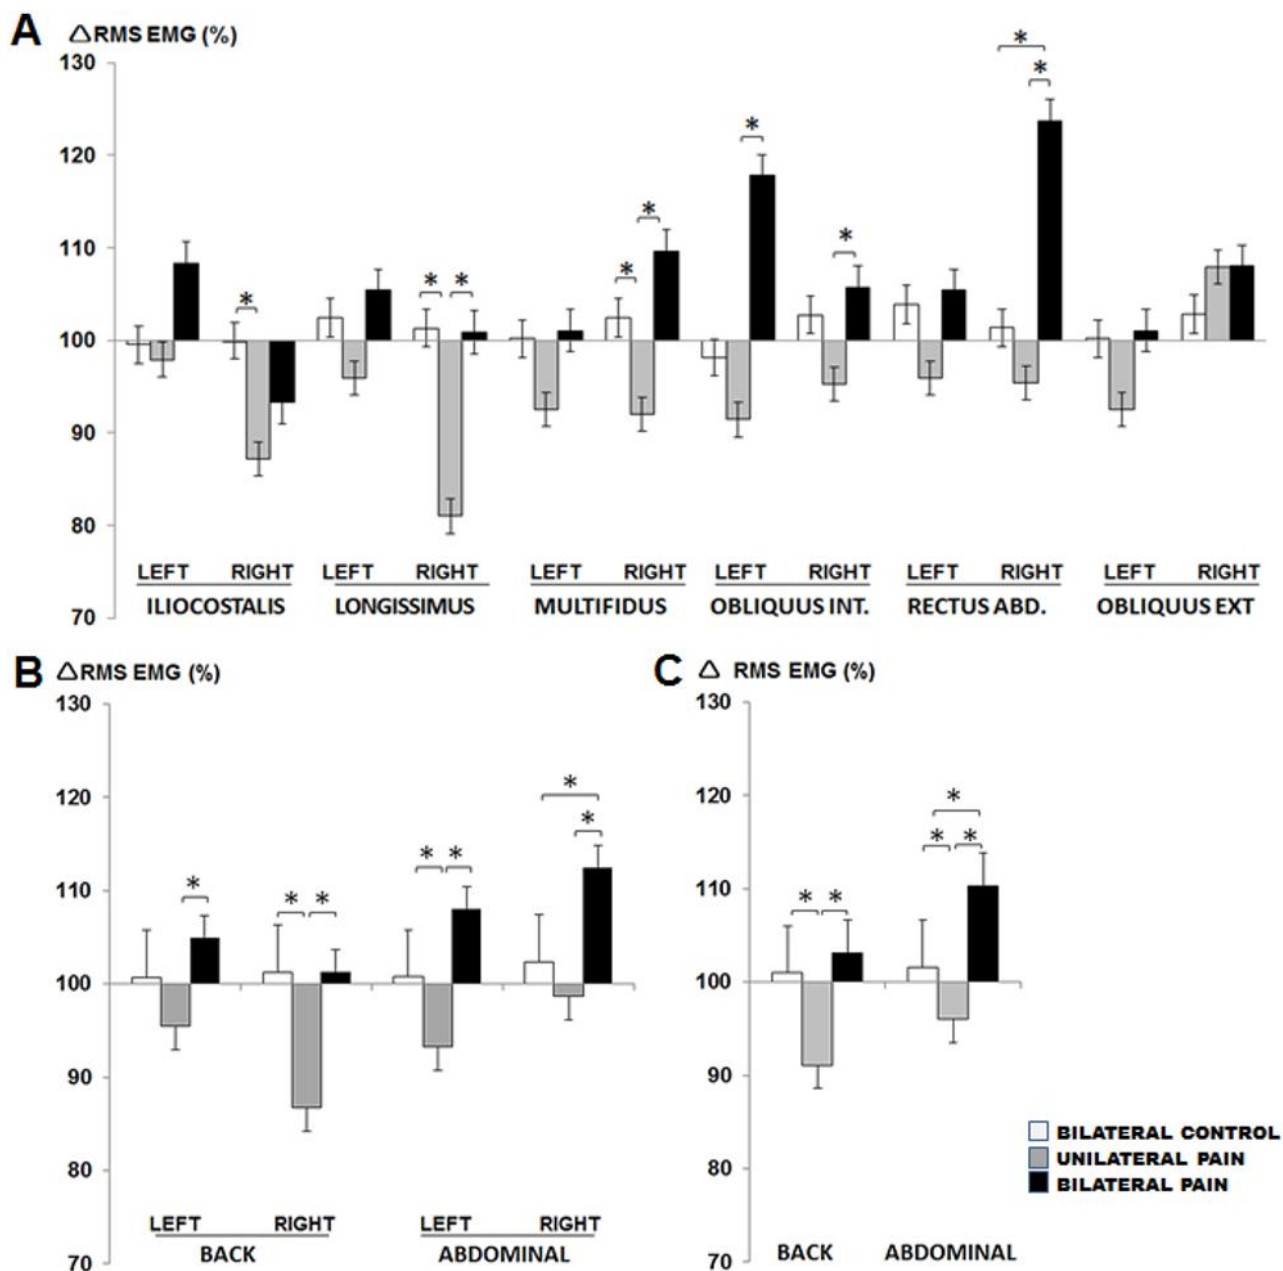 A △RMS EMG (%)
130
120
110
100
90
80
70
* * * * * * * * * *
LEFT RIGHT LEFT RIGHT LEFT RIGHT LEFT RIGHT LEFT RIGHT LEFT RIGHT
ILIOCOSTALIS LONGISSIMUS MULTIFIDUS OBLIQUUS INT. RECTUS ABD. OBLIQUUS EXT
B △RMS EMG (%)
130
120
110
100
90
80
70
* * * * * * *
LEFT RIGHT LEFT RIGHT
BACK ABDOMINAL
C △ RMS EMG (%)
130
120
110
100
90
80
70
* * * * *
BACK ABDOMINAL
BILATERAL CONTROL
UNILATERAL PAIN
BILATERAL PAIN